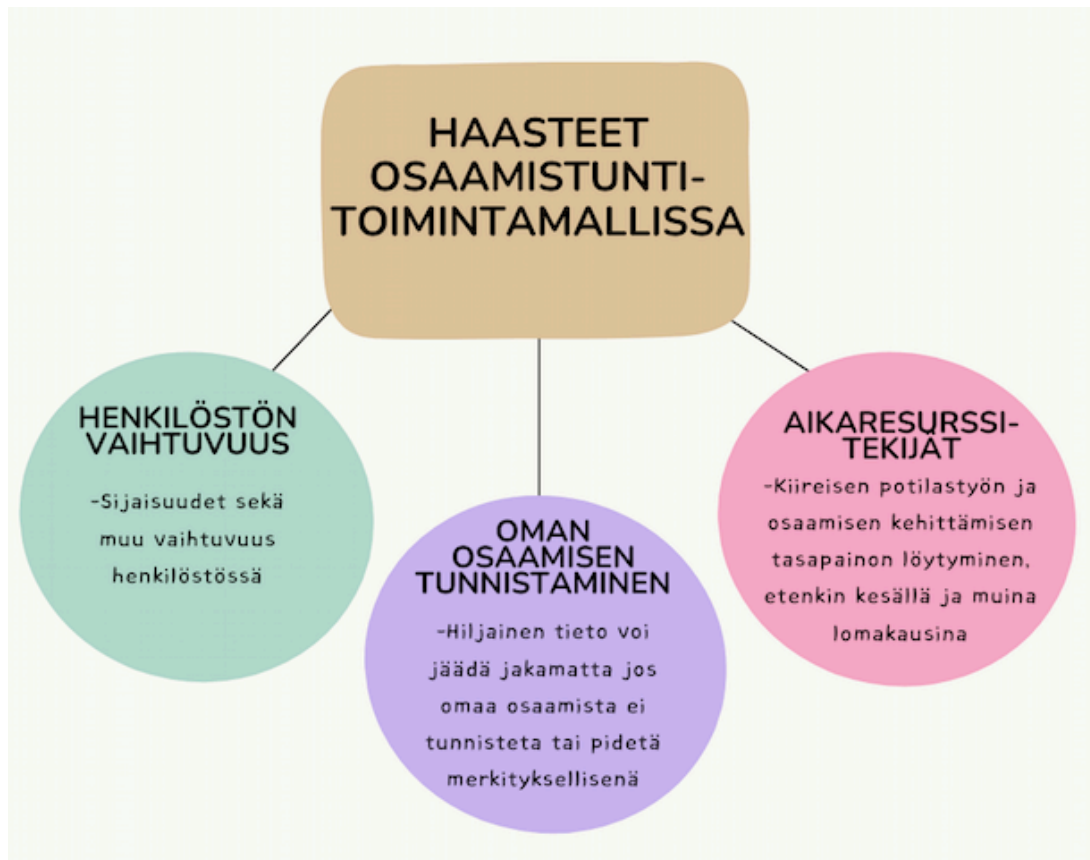 HAASTEET
OSAAMISTUNTI-
TOIMINTAMALLISSA
HENKILÖSTÖN
VAIHTUVUUS
-Sijaisuudet sekä
muu vaihtuvuus
henkilöstössä
OMAN
OSAAMISEN
TUNNISTAMINEN
-Hiljainen tieto voi
jäädä jakamatta jos
omaa osaamista ei
tunnisteta tai pidetä
merkityksellisenä
AIKARESURSSI-
TEKIJÄT
-Kiireisen potilastyön ja
osaamisen kehittämisen
tasapainon löytyminen,
etenkin kesällä ja muina
lomakausina